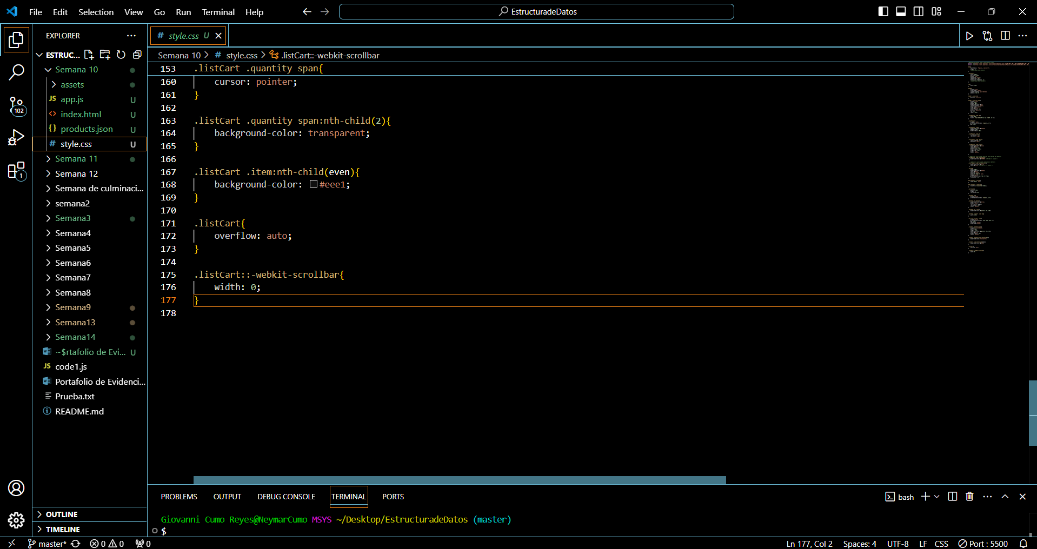 File Edit Selection View Go Run Terminal Help
EstructuradeDatos
EXPLORER
ESTRUC...
Semana 10
assets
JS app.js U
<> index.html U
{} products.json U
# style.css U
Semana 11
Semana 12
Semana de culminaci...
semana2
Semana3
Semana4
Semana5
Semana6
Semana7
Semana8
Semana9
Semana13
Semana14
~$rtafolio de Evi... U
JS code1.js
Portafolio de Evidenci...
Prueba.txt
README.md
OUTLINE
TIMELINE
102
1
# style.css U
Semana 10 > # style.css > .listCart::-webkit-scrollbar
153 .listCart .quantity span{
160 cursor: pointer;
161 }
162
163 .listCart .quantity span:nth-child(2){
164 background-color: transparent;
165 }
166
167 .listCart .item:nth-child(even){
168 background-color: #eee1;
169 }
170
171 .listCart{
172 overflow: auto;
173 }
174
175 .listCart::-webkit-scrollbar{
176 width: 0;
177 }
178
PROBLEMS OUTPUT DEBUG CONSOLE TERMINAL PORTS
bash
Giovanni Cumo Reyes@NeymarCumo MSYS ~/Desktop/EstructuradeDatos (master)
$
master* 0 0 0
Ln 177, Col 2 Spaces: 4 UTF-8 LF CSS Port : 5500